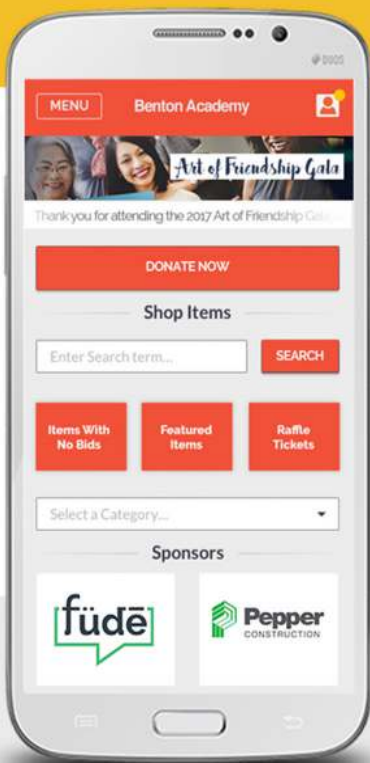 DUOS
MENU
Benton Academy
Art of Friendship Gala
Thank you for attending the 2017 Art of Friendship Gala
DONATE NOW
Shop Items
Enter Search term...
SEARCH
Items With
No Bids
Featured
Items
Raffle
Tickets
Select a Category...
Sponsors
füdē
Pepper
CONSTRUCTION